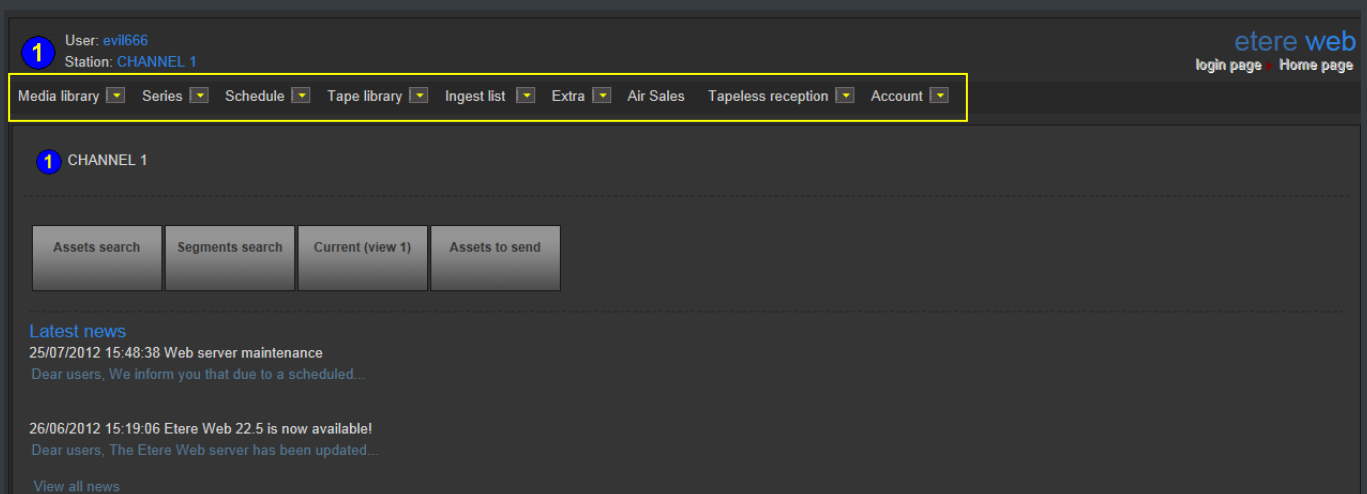 1 User: evil666
Station: CHANNEL 1
etere web
login page Home page
Media library Series Schedule Tape library Ingest list Extra Air Sales Tapeless reception Account
1 CHANNEL 1
Assets search Segments search Current (view 1) Assets to send
Latest news
25/07/2012 15:48:38 Web server maintenance
Dear users, We inform you that due to a scheduled...
26/06/2012 15:19:06 Etere Web 22.5 is now available!
Dear users, The Etere Web server has been updated...
View all news